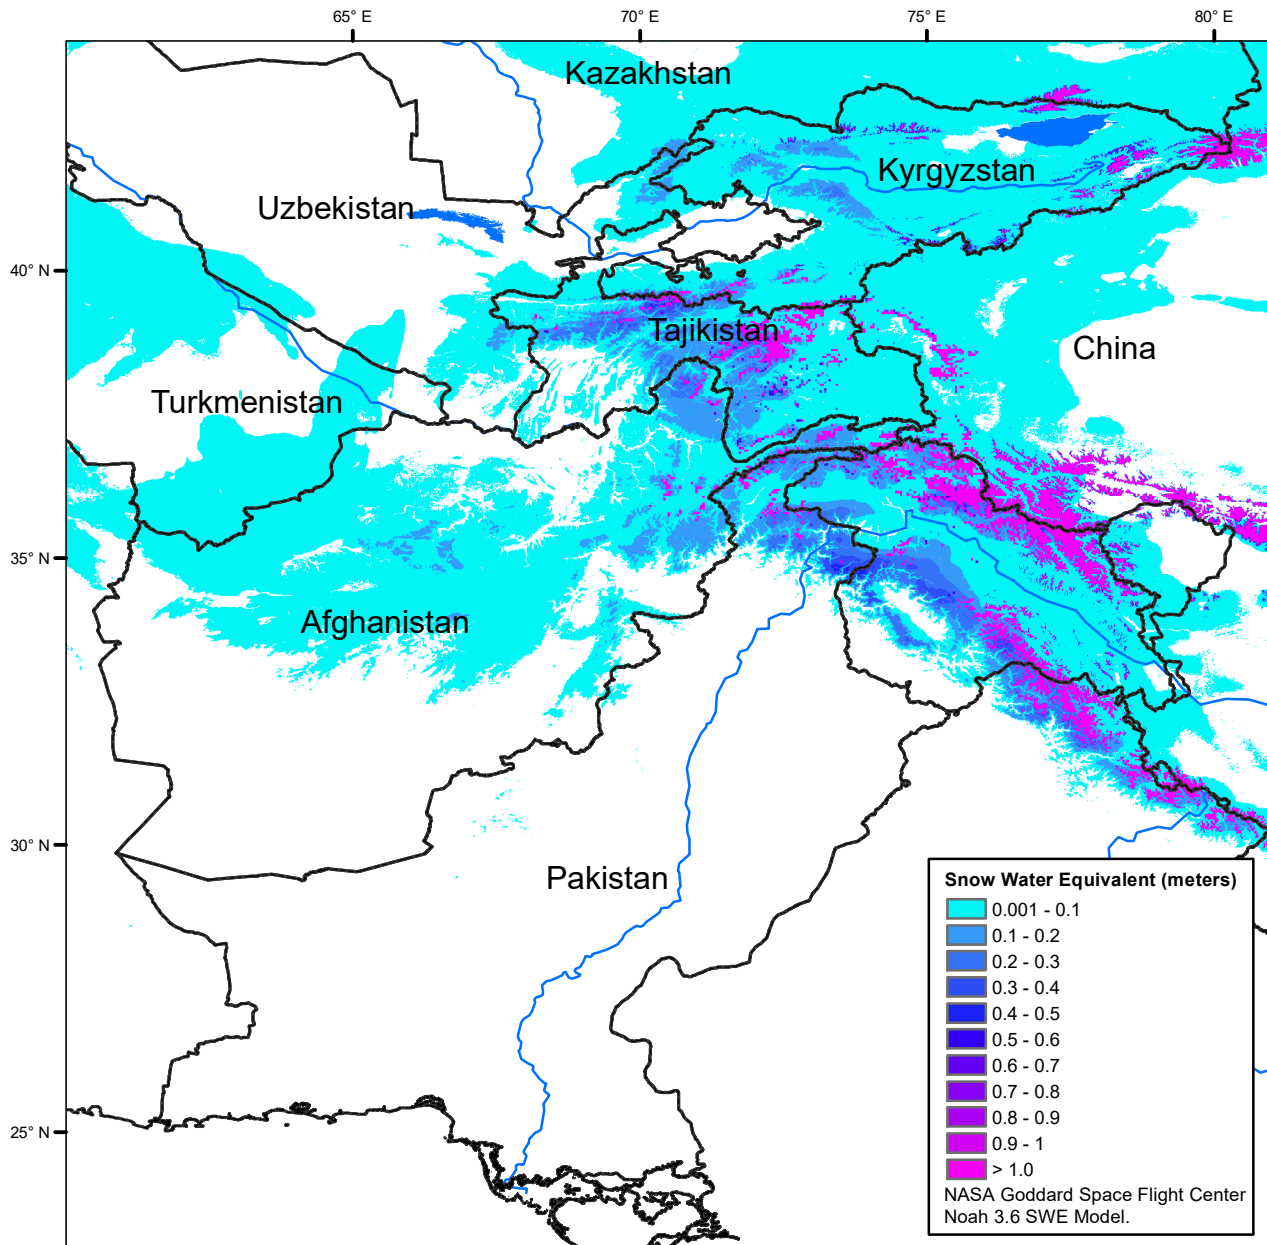 65° E 70° E 75° E 80° E
Kazakhstan
Kyrgyzstan
Uzbekistan
40° N
Tajikistan
China
Turkmenistan
35° N
Afghanistan
30° N
Pakistan
25° N
Snow Water Equivalent (meters)
0.001 - 0.1
0.1 - 0.2
0.2 - 0.3
0.3 - 0.4
0.4 - 0.5
0.5 - 0.6
0.6 - 0.7
0.7 - 0.8
0.8 - 0.9
0.9 - 1
> 1.0
NASA Goddard Space Flight Center
Noah 3.6 SWE Model.